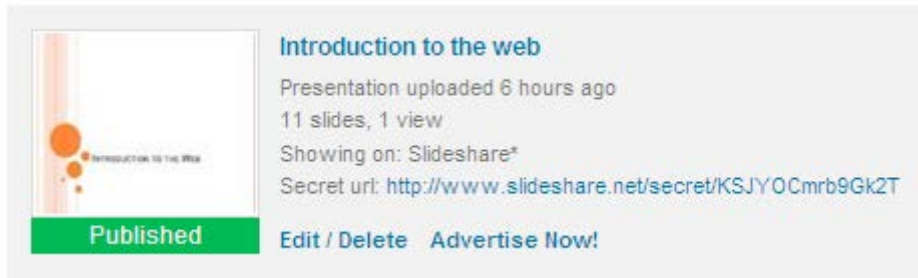 Introduction to the web
Presentation uploaded 6 hours ago
11 slides, 1 view
Showing on: Slideshare*
Secret url: http://www.slideshare.net/secret/KSJYOCmrb9Gk2T
INTRODUCTION TO THE WEB
Published
Edit / Delete Advertise Now!